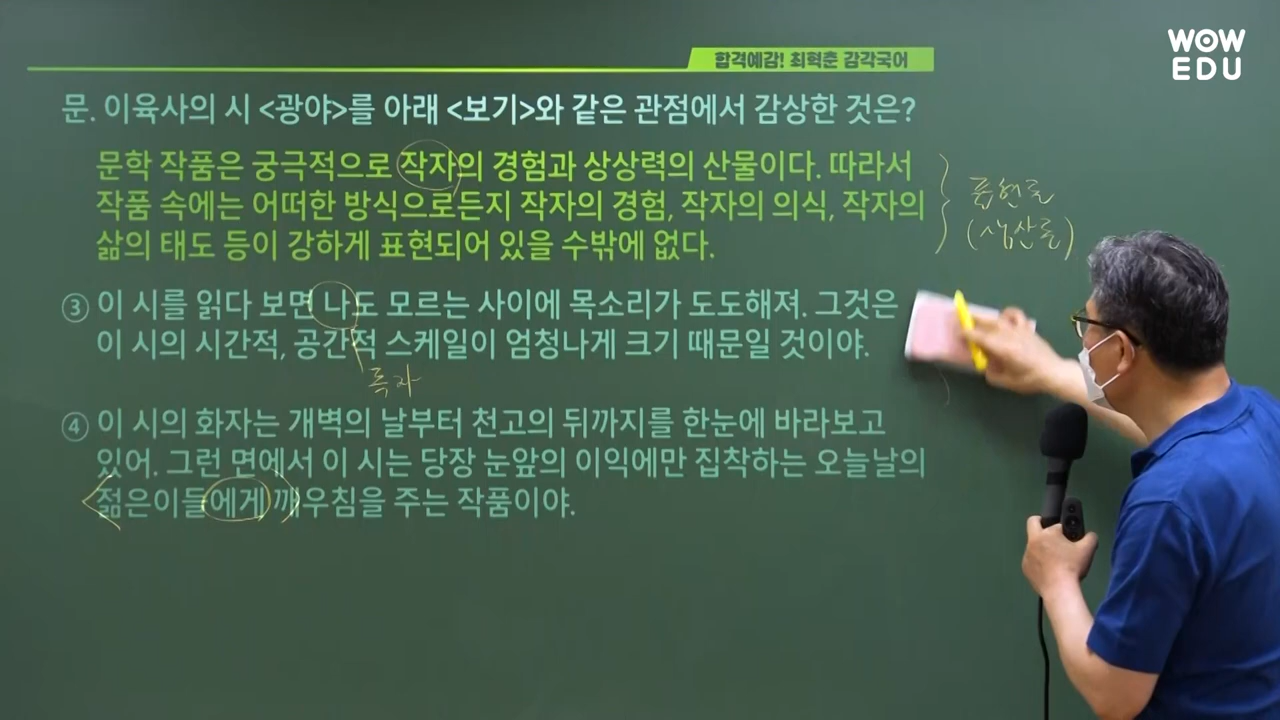 WOW
EDU
합격예감! 최혁춘 감각국어
문. 이육사의 시 <광야>를 아래 <보기>와 같은 관점에서 감상한 것은?
문학 작품은 궁극적으로 작자의 경험과 상상력의 산물이다. 따라서
작품 속에는 어떠한 방식으로든지 작자의 경험, 작자의 의식, 작자의
삶의 태도 등이 강하게 표현되어 있을 수밖에 없다.
표현론
(생산론)
③ 이 시를 읽다 보면 나도 모르는 사이에 목소리가 도도해져. 그것은
이 시의 시간적, 공간적 스케일이 엄청나게 크기 때문일 것이야.
독자
④ 이 시의 화자는 개벽의 날부터 천고의 뒤까지를 한눈에 바라보고
있어. 그런 면에서 이 시는 당장 눈앞의 이익에만 집착하는 오늘날의
젊은이들에게 깨우침을 주는 작품이야.